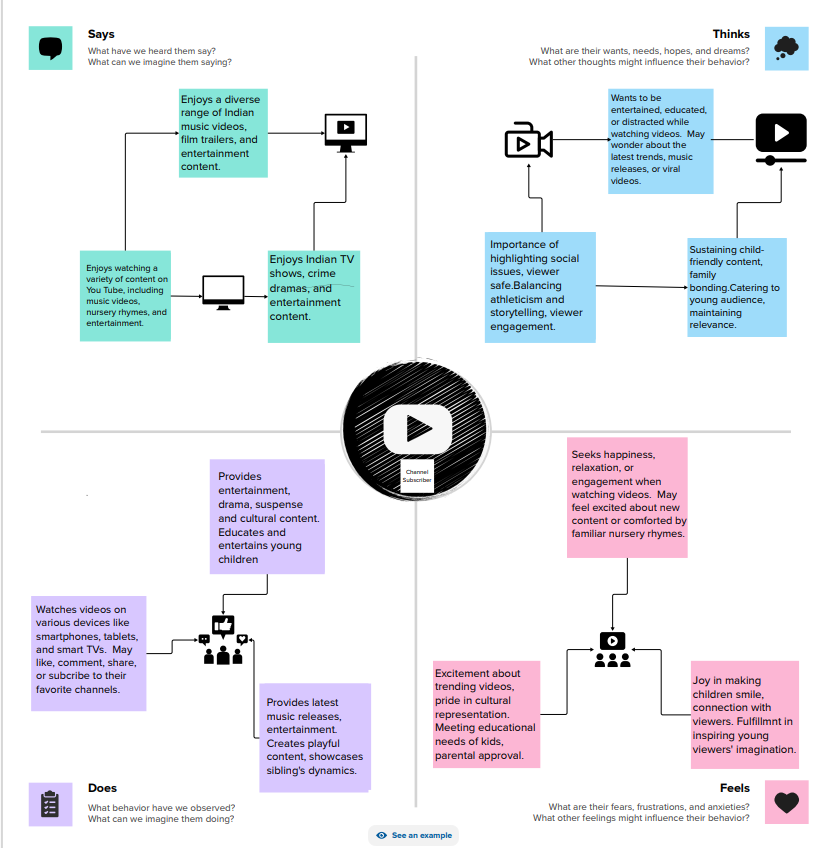 Says
What have we heard them say?
What can we imagine them saying?
Enjoys a diverse
range of Indian
music videos,
film trailers, and
entertainment
content.
Enjoys watching a
variety of content on
You Tube, including
music videos,
nursery rhymes, and
entertainment.
Enjoys Indian TV
shows, crime
dramas, and
entertainment
content.
Thinks
What are their wants, needs, hopes, and dreams?
What other thoughts might influence their behavior?
Wants to be
entertained, educated,
or distracted while
watching videos. May
wonder about the
latest trends, music
releases, or viral
videos.
Importance of
highlighting social
issues, viewer
safe.Balancing
athleticism and
storytelling, viewer
engagement.
Sustaining child-
friendly content,
family
bonding.Catering to
young audience,
maintaining
relevance.
Channel
Subscriber
Provides
entertainment,
drama, suspense
and cultural content.
Educates and
entertains young
children
Watches videos on
various devices like
smartphones, tablets,
and smart TVs. May
like, comment, share,
or subcribe to their
favorite channels.
Provides latest
music releases,
entertainment.
Creates playful
content, showcases
sibling's dynamics.
Does
What behavior have we observed?
What can we imagine them doing?
Seeks happiness,
relaxation, or
engagement when
watching videos. May
feel excited about new
content or comforted by
familiar nursery rhymes.
Excitement about
trending videos,
pride in cultural
representation.
Meeting educational
needs of kids,
parental approval.
Joy in making
children smile,
connection with
viewers. Fulfillmnt in
inspiring young
viewers' imagination.
Feels
What are their fears, frustrations, and anxieties?
What other feelings might influence their behavior?
See an example